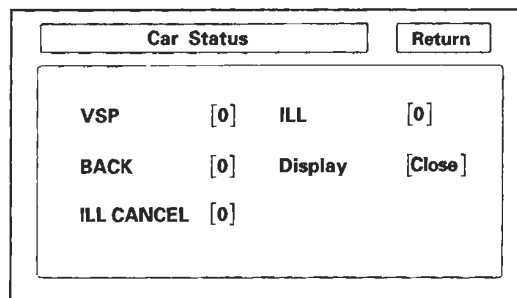 Car Status Return
VSP [0] ILL [0]
BACK [0] Display [Close]
ILL CANCEL [0]